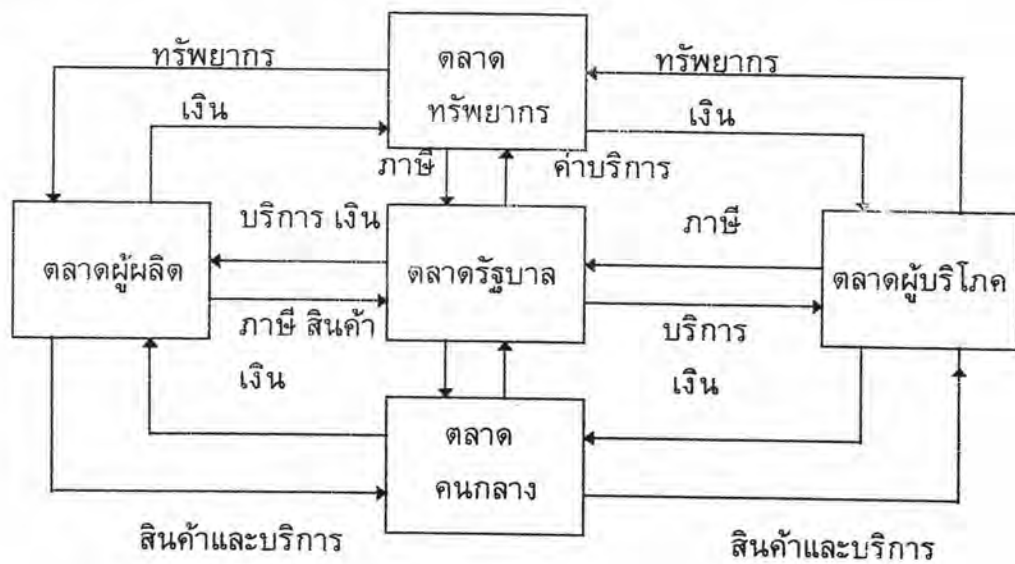 ทรัพยากร
ตลาด
ทรัพยากร
ทรัพยากร
เงิน
เงิน
ภาษี
ค่าบริการ
บริการ เงิน
ภาษี
ตลาดผู้ผลิต
ตลาดรัฐบาล
ตลาดผู้บริโภค
ภาษี สินค้า
บริการ
เงิน
เงิน
ตลาด
คนกลาง
สินค้าและบริการ
สินค้าและบริการ